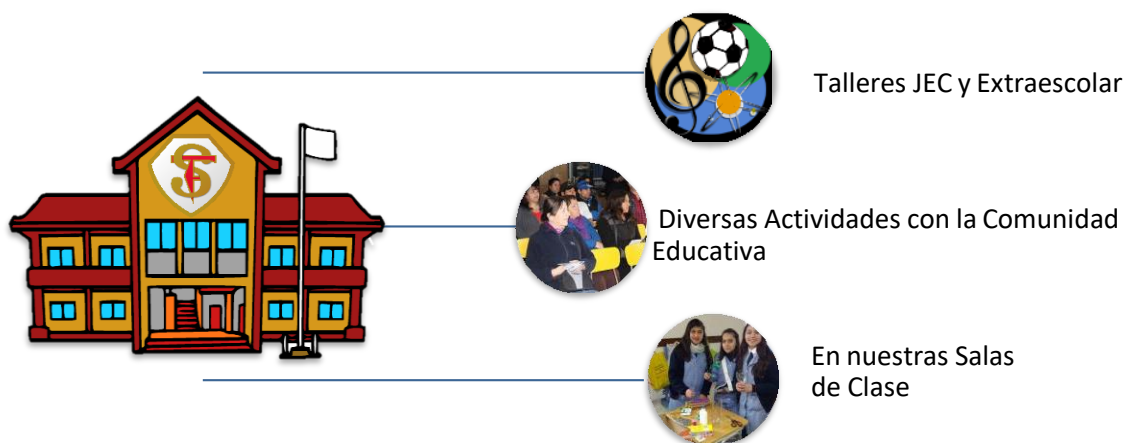 Talleres JEC y Extraescolar
Diversas Actividades con la Comunidad
Educativa
En nuestras Salas
de Clase